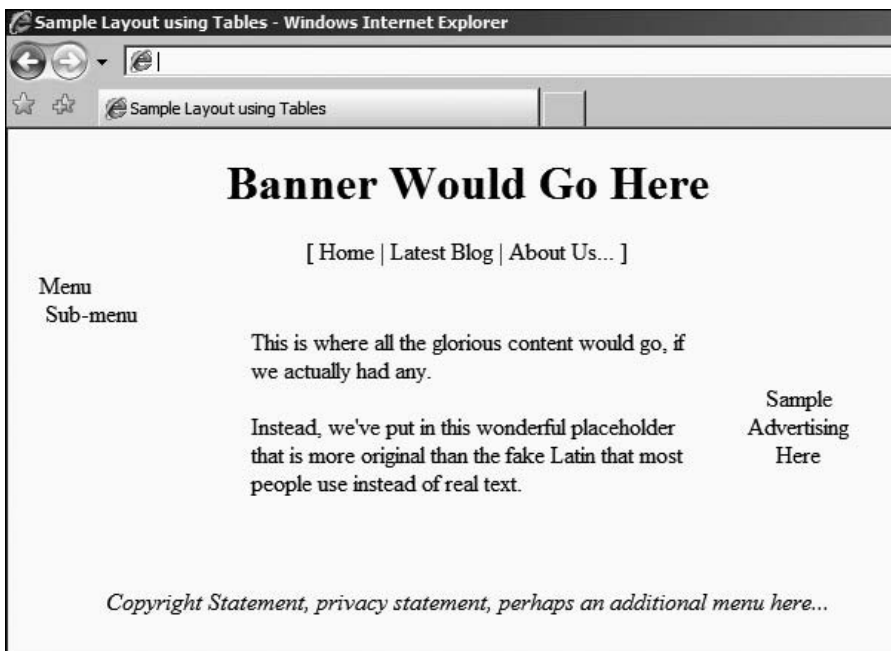 Sample Layout using Tables - Windows Internet Explorer
Sample Layout using Tables
Banner Would Go Here
[ Home | Latest Blog | About Us... ]
Menu
Sub-menu
This is where all the glorious content would go, if
we actually had any.
Instead, we've put in this wonderful placeholder
that is more original than the fake Latin that most
people use instead of real text.
Sample
Advertising
Here
Copyright Statement, privacy statement, perhaps an additional menu here...